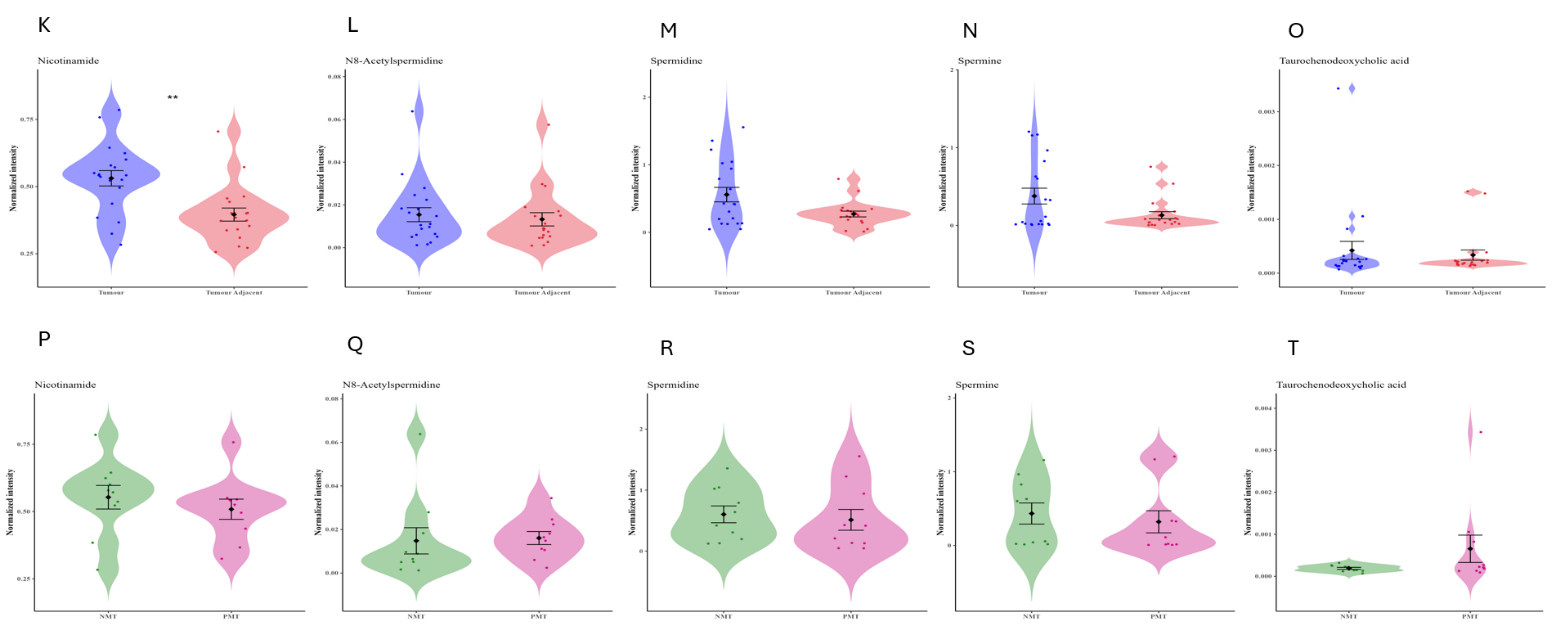 K
L
M
N
O
Nicotinamide
N8-Acetylspermidine
Spermidine
Spermine
Taurochenodeoxycholic acid
Normalized intensity
0.75
0.50
0.25
**
Tumour
Tumour Adjacent
Normalized intensity
0.08
0.06
0.04
0.02
0.00
Tumour
Tumour Adjacent
Normalized intensity
2
1
0
Tumour
Tumour Adjacent
Normalized intensity
2
1
0
Tumour
Tumour Adjacent
Normalized intensity
0.003
0.002
0.001
0.000
Tumour
Tumour Adjacent
P
Q
R
S
T
Nicotinamide
N8-Acetylspermidine
Spermidine
Spermine
Taurochenodeoxycholic acid
Normalized intensity
0.75
0.50
0.25
NMT
PMT
Normalized intensity
0.08
0.06
0.04
0.02
0.00
NMT
PMT
Normalized intensity
2
1
0
NMT
PMT
Normalized intensity
2
1
0
NMT
PMT
Normalized intensity
0.004
0.003
0.002
0.001
0.000
NMT
PMT